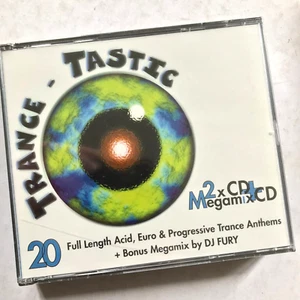 TRANCE - TASTIC
2 x CD +
Megamix CD
20 Full Length Acid, Euro & Progressive Trance Anthems
+ Bonus Megamix by DJ FURY